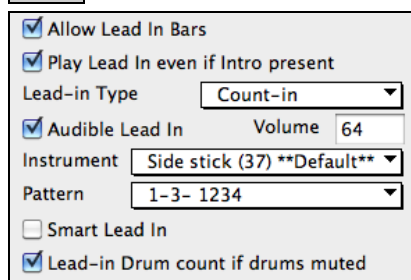 Allow Lead In Bars
Play Lead In even if Intro present
Lead-in Type Count-in
Audible Lead In Volume 64
Instrument Side stick (37) **Default**
Pattern 1-3- 1234
Smart Lead In
Lead-in Drum count if drums muted